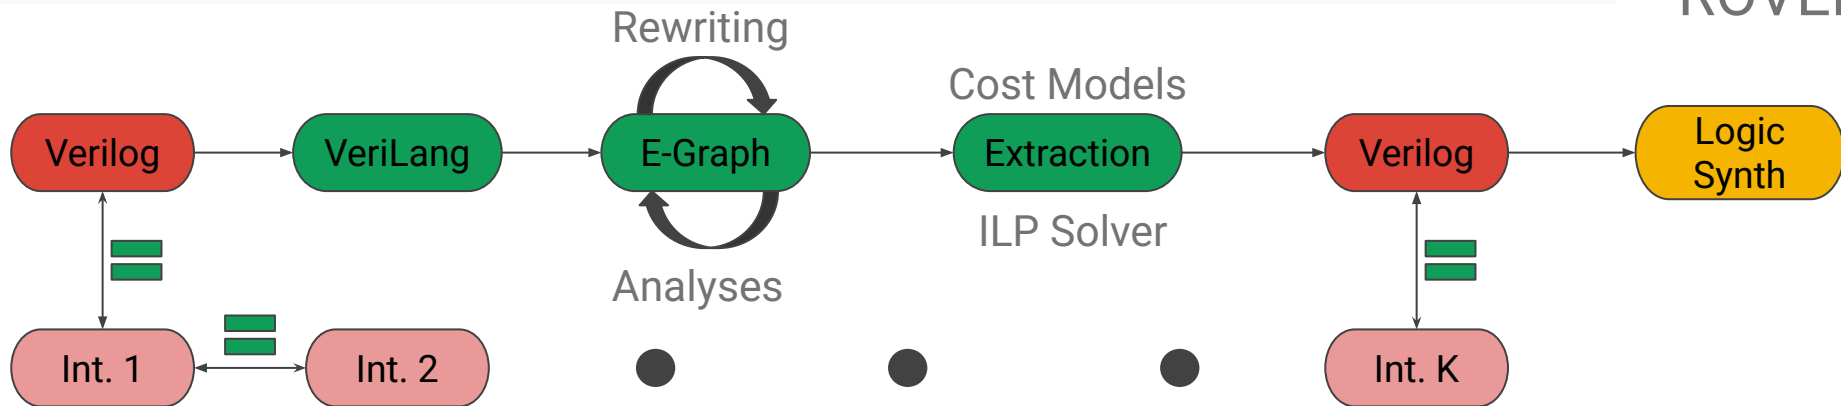 Rewriting
Cost Models
Verilog
VeriLang
E-Graph
Extraction
Verilog
Logic
Synth
ILP Solver
Analyses
Int. 1
Int. 2
Int. K